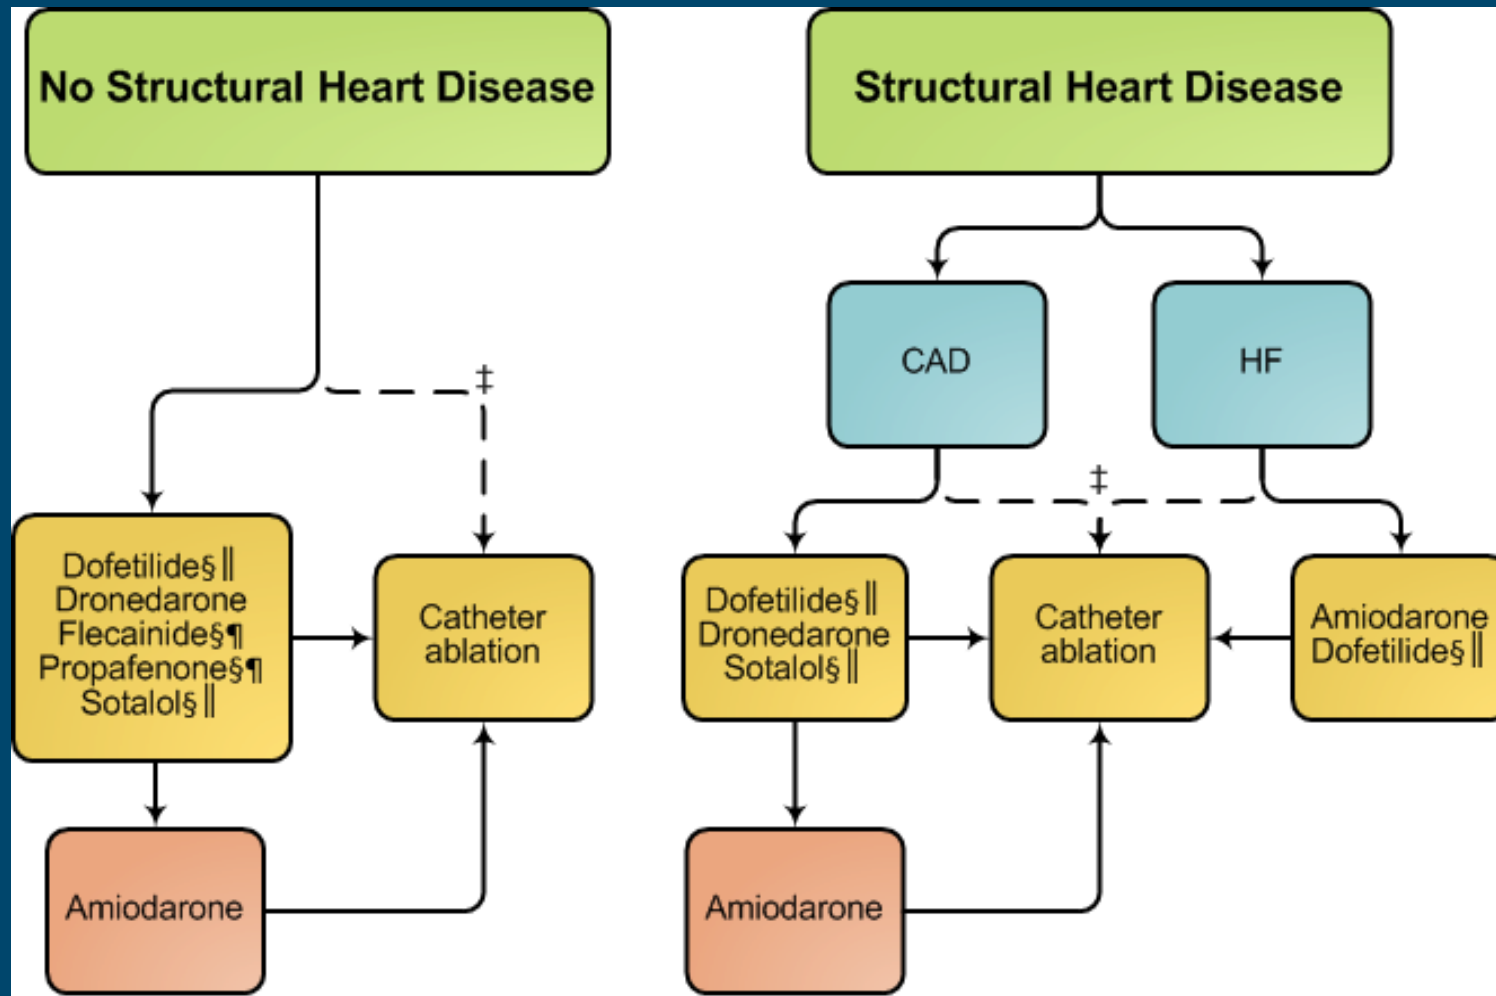 No Structural Heart Disease
Structural Heart Disease
CAD
HF
‡
‡
Dofetilide§‖
Dronedarone
Flecainide§¶
Propafenone§¶
Sotalol§‖
Catheter
ablation
Dofetilide§‖
Dronedarone
Sotalol§‖
Catheter
ablation
Amiodarone
Dofetilide§‖
Amiodarone
Amiodarone